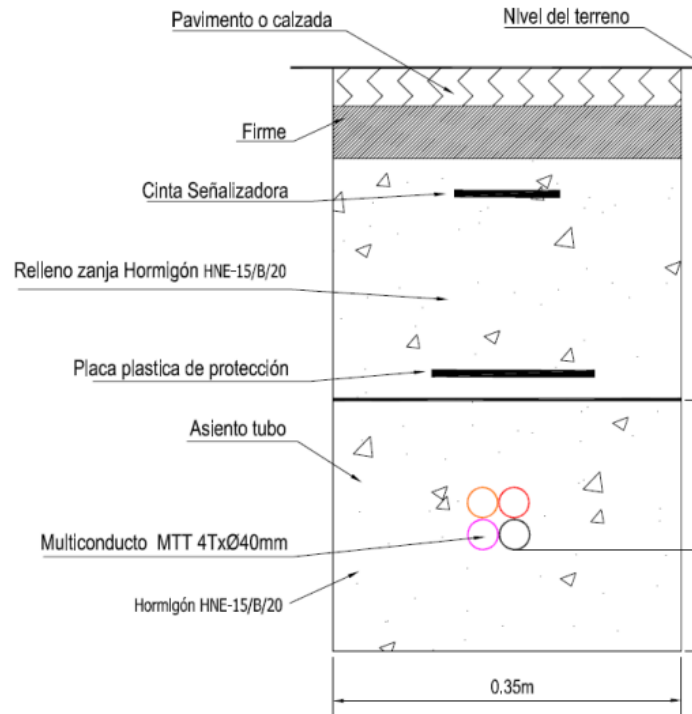 Pavimento o calzada
NIvel del terreno
Firme
Cinta Señalizadora
Relleno zanja Hormigón HNE-15/B/20
Placa plastica de protección
Asiento tubo
Multiconducto MTT 4TxØ40mm
Hormigón HNE-15/B/20
0.35m